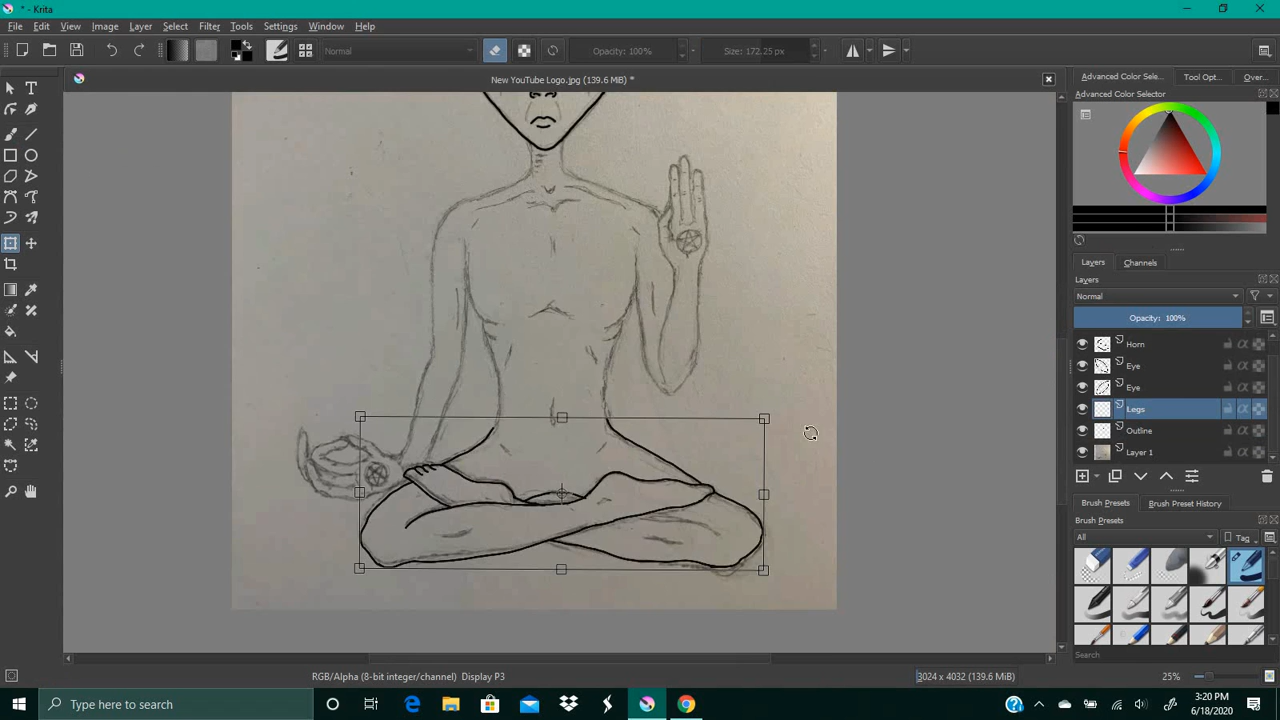 * - Krita
File Edit View Image Layer Filter Tools Settings Window Help
Normal Opacity: 100% Size: 172.25 px
New YouTube Logo.jpg (139.6 MiB) *
Advanced Color Sele... Tool Opt... Over...
Advanced Color Selector
Layers Channels
Layers
Normal
Opacity: 100%
Horn
Eye
Eye
Legs
Outline
Layer 1
Brush Presets Brush Preset History
Brush Presets
All Tag
Search
RGB/Alpha (8-bit integer/channel) Display P3 3024 x 4032 (139.6 MiB) 25%
Type here to search
3:20 PM
6/18/2020